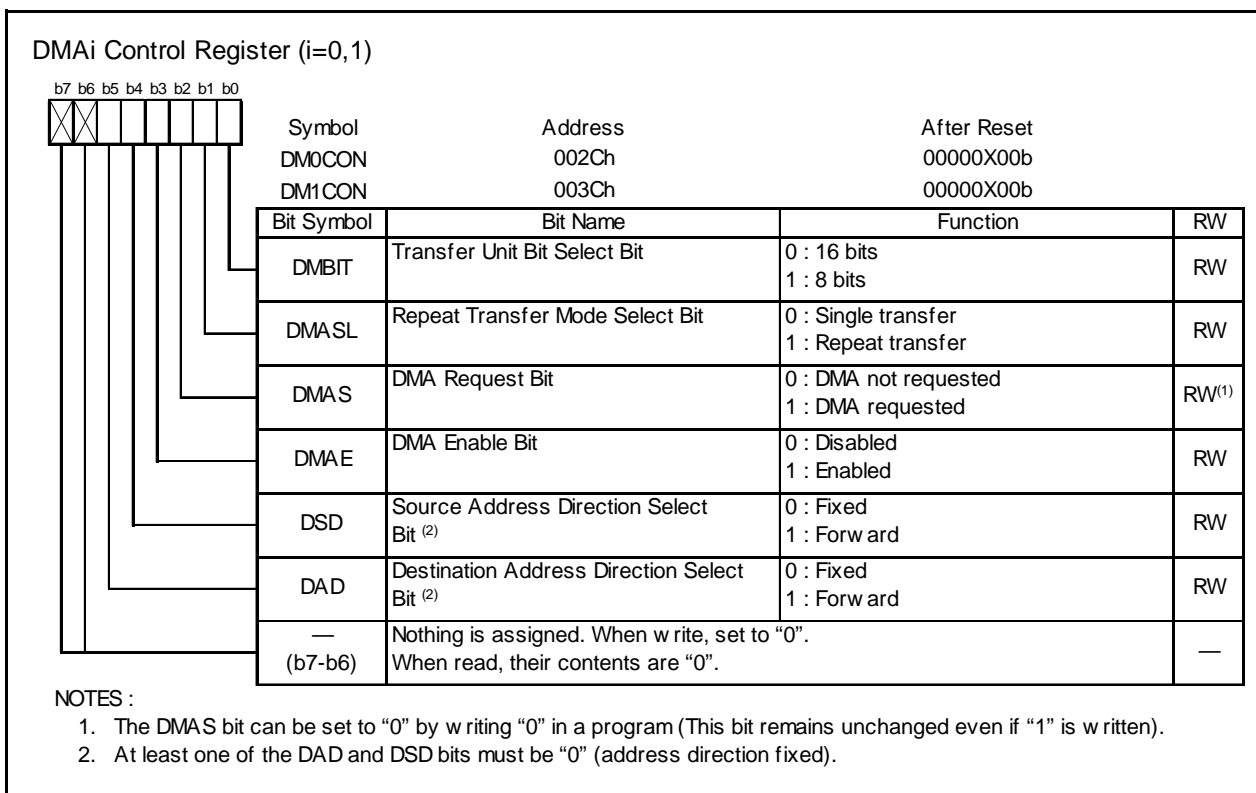 DMAi Control Register (i=0,1)
b7 b6 b5 b4 b3 b2 b1 b0
Symbol Address After Reset
DM0CON 002Ch 00000X00b
DM1CON 003Ch 00000X00b
Bit Symbol Bit Name Function RW
DMBIT Transfer Unit Bit Select Bit 0 : 16 bits RW
1 : 8 bits
DMASL Repeat Transfer Mode Select Bit 0 : Single transfer RW
1 : Repeat transfer
DMAS DMA Request Bit 0 : DMA not requested RW(1)
1 : DMA requested
DMAE DMA Enable Bit 0 : Disabled RW
1 : Enabled
DSD Source Address Direction Select 0 : Fixed RW
Bit (2) 1 : Forward
DAD Destination Address Direction Select 0 : Fixed RW
Bit (2) 1 : Forward
— Nothing is assigned. When write, set to “0”. —
(b7-b6) When read, their contents are “0”.
NOTES :
1. The DMAS bit can be set to “0” by writing “0” in a program (This bit remains unchanged even if “1” is written).
2. At least one of the DAD and DSD bits must be “0” (address direction fixed).